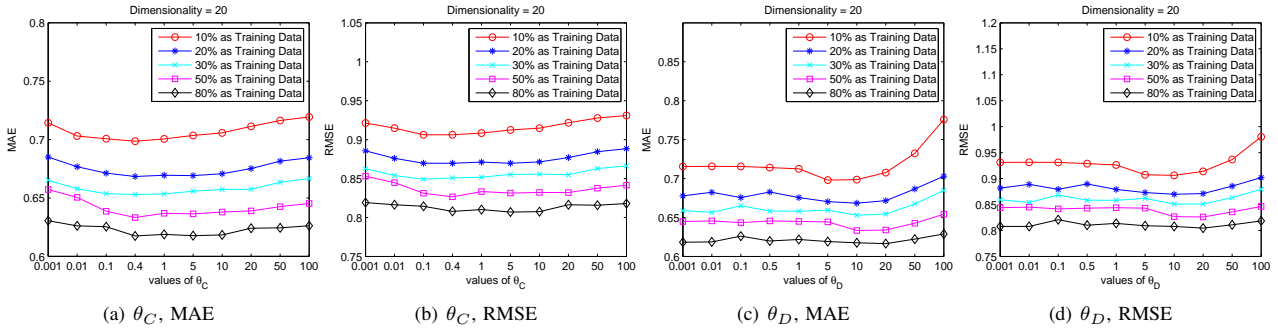 Dimensionality = 20
0.8
0.75
0.7
0.65
0.6
MAE
10% as Training Data
20% as Training Data
30% as Training Data
50% as Training Data
80% as Training Data
0.001 0.01 0.1 0.4 1 5 10 20 50 100
values of θ_C
(a) θ_C, MAE
Dimensionality = 20
1.05
1
0.95
0.9
0.85
0.8
0.75
RMSE
10% as Training Data
20% as Training Data
30% as Training Data
50% as Training Data
80% as Training Data
0.001 0.01 0.1 0.4 1 5 10 20 50 100
values of θ_C
(b) θ_C, RMSE
Dimensionality = 20
0.85
0.8
0.75
0.7
0.65
0.6
MAE
10% as Training Data
20% as Training Data
30% as Training Data
50% as Training Data
80% as Training Data
0.001 0.01 0.1 0.5 1 5 10 20 50 100
values of θ_D
(c) θ_D, MAE
Dimensionality = 20
1.2
1.15
1.1
1.05
1
0.95
0.9
0.85
0.8
0.75
RMSE
10% as Training Data
20% as Training Data
30% as Training Data
50% as Training Data
80% as Training Data
0.001 0.01 0.1 0.5 1 5 10 20 50 100
values of θ_D
(d) θ_D, RMSE